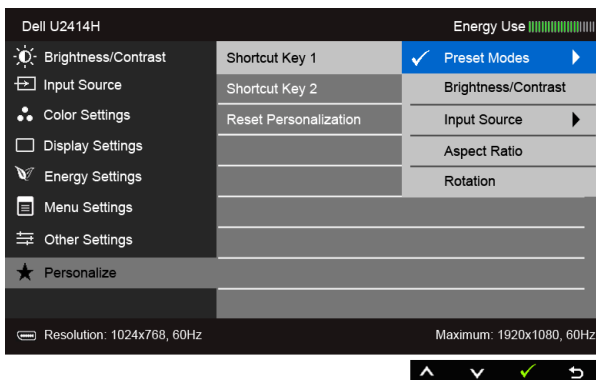 Dell U2414H
Energy Use
Brightness/Contrast
Input Source
Color Settings
Display Settings
Energy Settings
Menu Settings
Other Settings
Personalize
Shortcut Key 1
Shortcut Key 2
Reset Personalization
Preset Modes
Brightness/Contrast
Input Source
Aspect Ratio
Rotation
Resolution: 1024x768, 60Hz
Maximum: 1920x1080, 60Hz